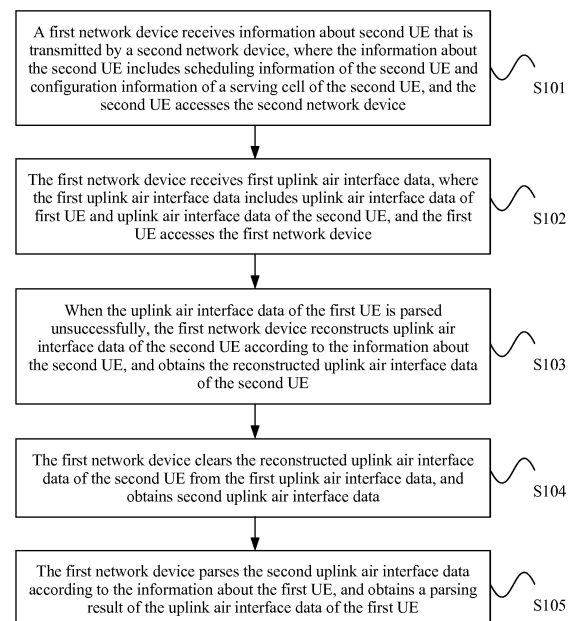 A first network device receives information about second UE that is
transmitted by a second network device, where the information about
the second UE includes scheduling information of the second UE and
configuration information of a serving cell of the second UE, and the
second UE accesses the second network device
S101
The first network device receives first uplink air interface data, where
the first uplink air interface data includes uplink air interface data of
first UE and uplink air interface data of the second UE, and the first
UE accesses the first network device
S102
When the uplink air interface data of the first UE is parsed
unsuccessfully, the first network device reconstructs uplink air
interface data of the second UE according to the information about
the second UE, and obtains the reconstructed uplink air interface data
of the second UE
S103
The first network device clears the reconstructed uplink air interface
data of the second UE from the first uplink air interface data, and
obtains second uplink air interface data
S104
The first network device parses the second uplink air interface data
according to the information about the first UE, and obtains a parsing
result of the uplink air interface data of the first UE
S105